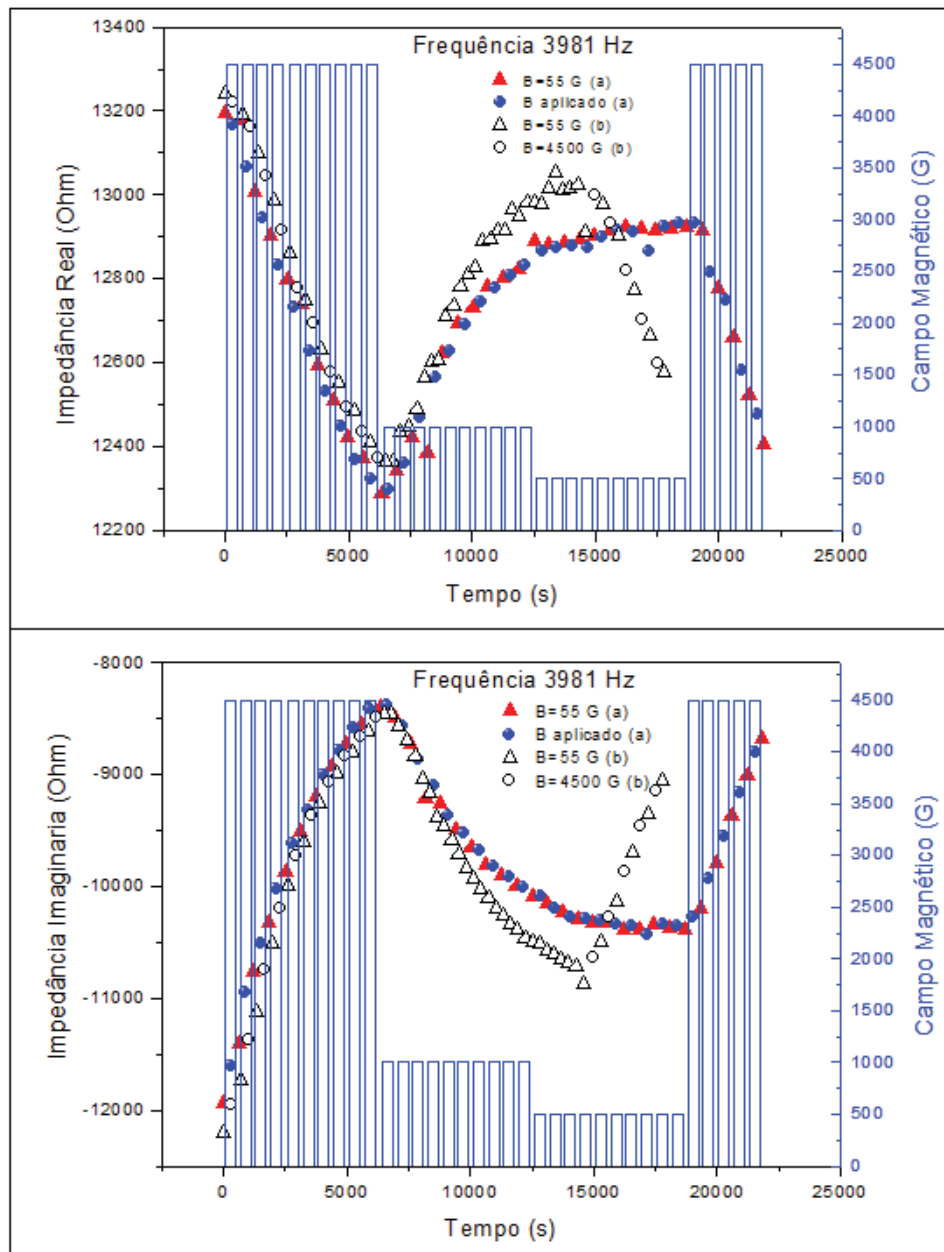 Frequência 3981 Hz
B=55 G (a)
B aplicado (a)
B=55 G (b)
B=4500 G (b)
Impedância Real (Ohm)
13400
13200
13000
12800
12600
12400
12200
0
5000
10000
15000
20000
25000
Tempo (s)
4500
4000
3500
3000
2500
2000
1500
1000
500
0
Campo Magnético (G)
Frequência 3981 Hz
B=55 G (a)
B aplicado (a)
B=55 G (b)
B=4500 G (b)
Impedância Imaginaria (Ohm)
-8000
-9000
-10000
-11000
-12000
0
5000
10000
15000
20000
25000
Tempo (s)
4500
4000
3500
3000
2500
2000
1500
1000
500
0
Campo Magnético (G)